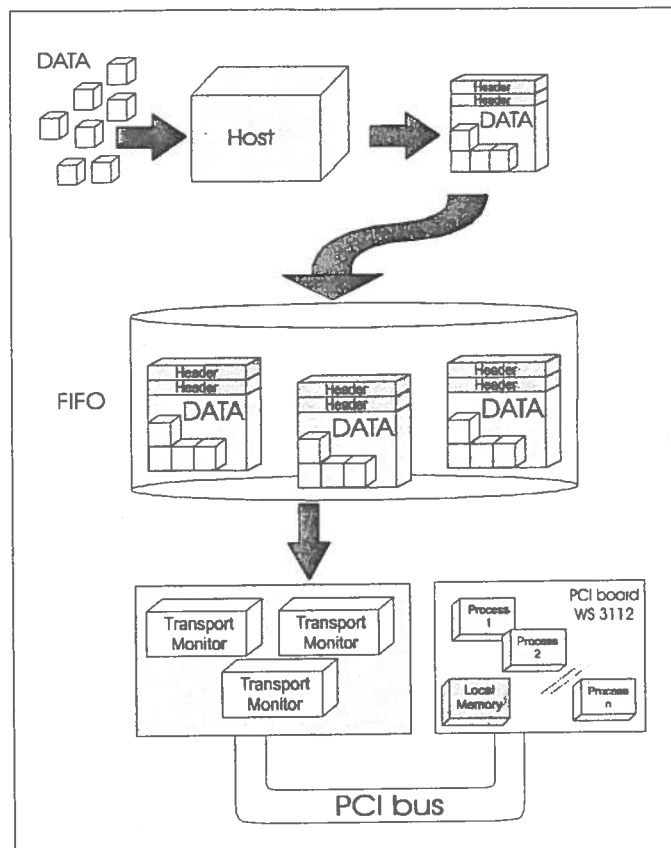 DATA
Host
Header
Header
DATA
FIFO
Header
Header
DATA
Header
Header
DATA
Header
Header
DATA
Transport
Monitor
Transport
Monitor
Transport
Monitor
PCI board
WS 3112
Process
1
Process
2
Local
Memory
Process
n
PCI bus